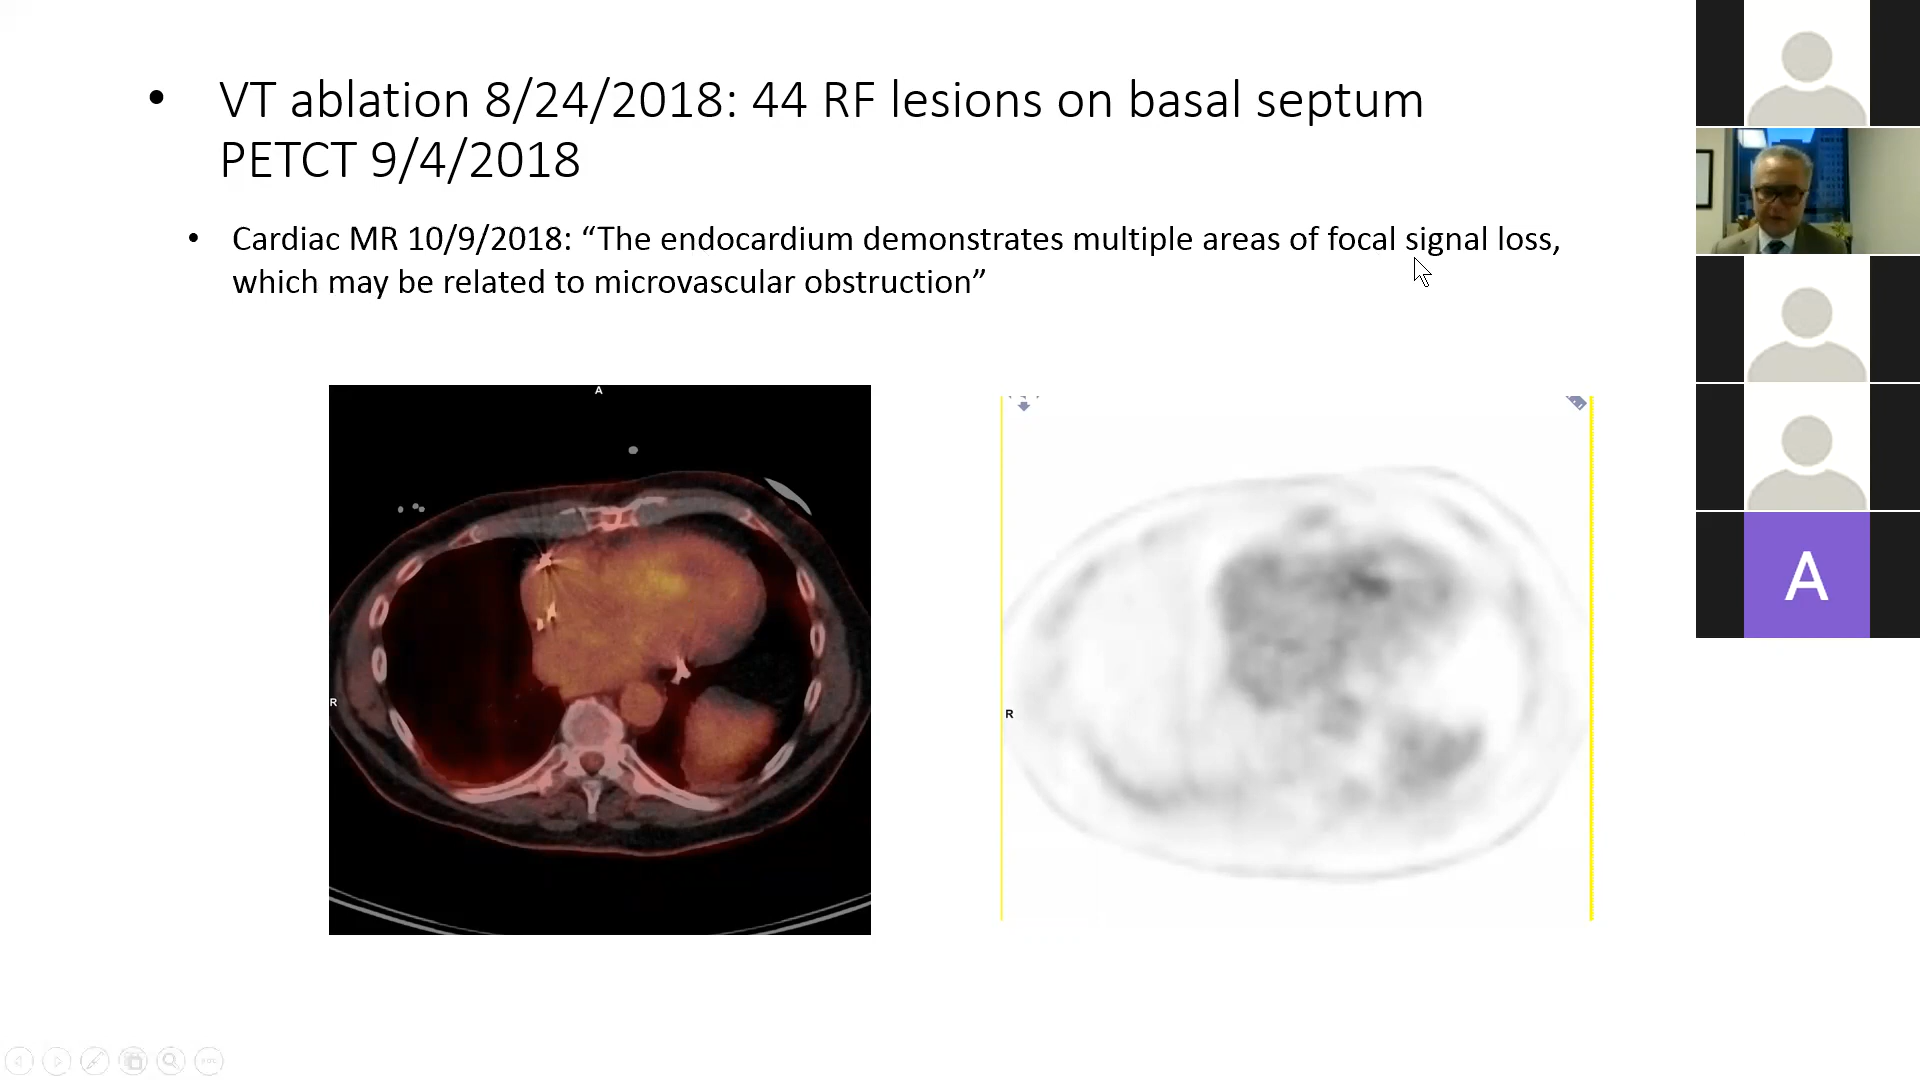 • VT ablation 8/24/2018: 44 RF lesions on basal septum
PETCT 9/4/2018
• Cardiac MR 10/9/2018: “The endocardium demonstrates multiple areas of focal signal loss,
which may be related to microvascular obstruction”
A
R
R
A